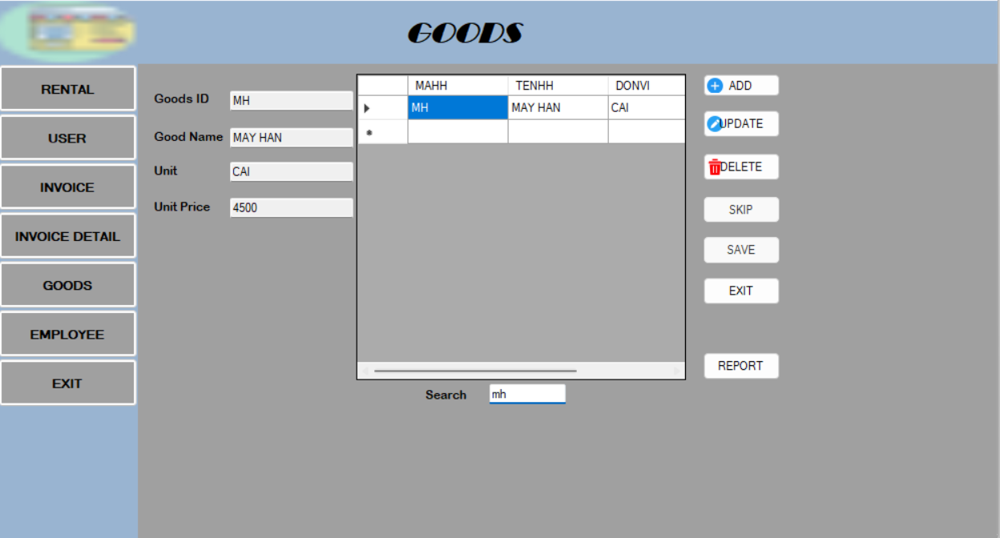 GOODS
RENTAL
USER
INVOICE
INVOICE DETAIL
GOODS
EMPLOYEE
EXIT
Goods ID MH
Good Name MAY HAN
Unit CAI
Unit Price 4500
MAHH TENHH DONVI
MH MAY HAN CAI
Search mh
ADD
UPDATE
DELETE
SKIP
SAVE
EXIT
REPORT